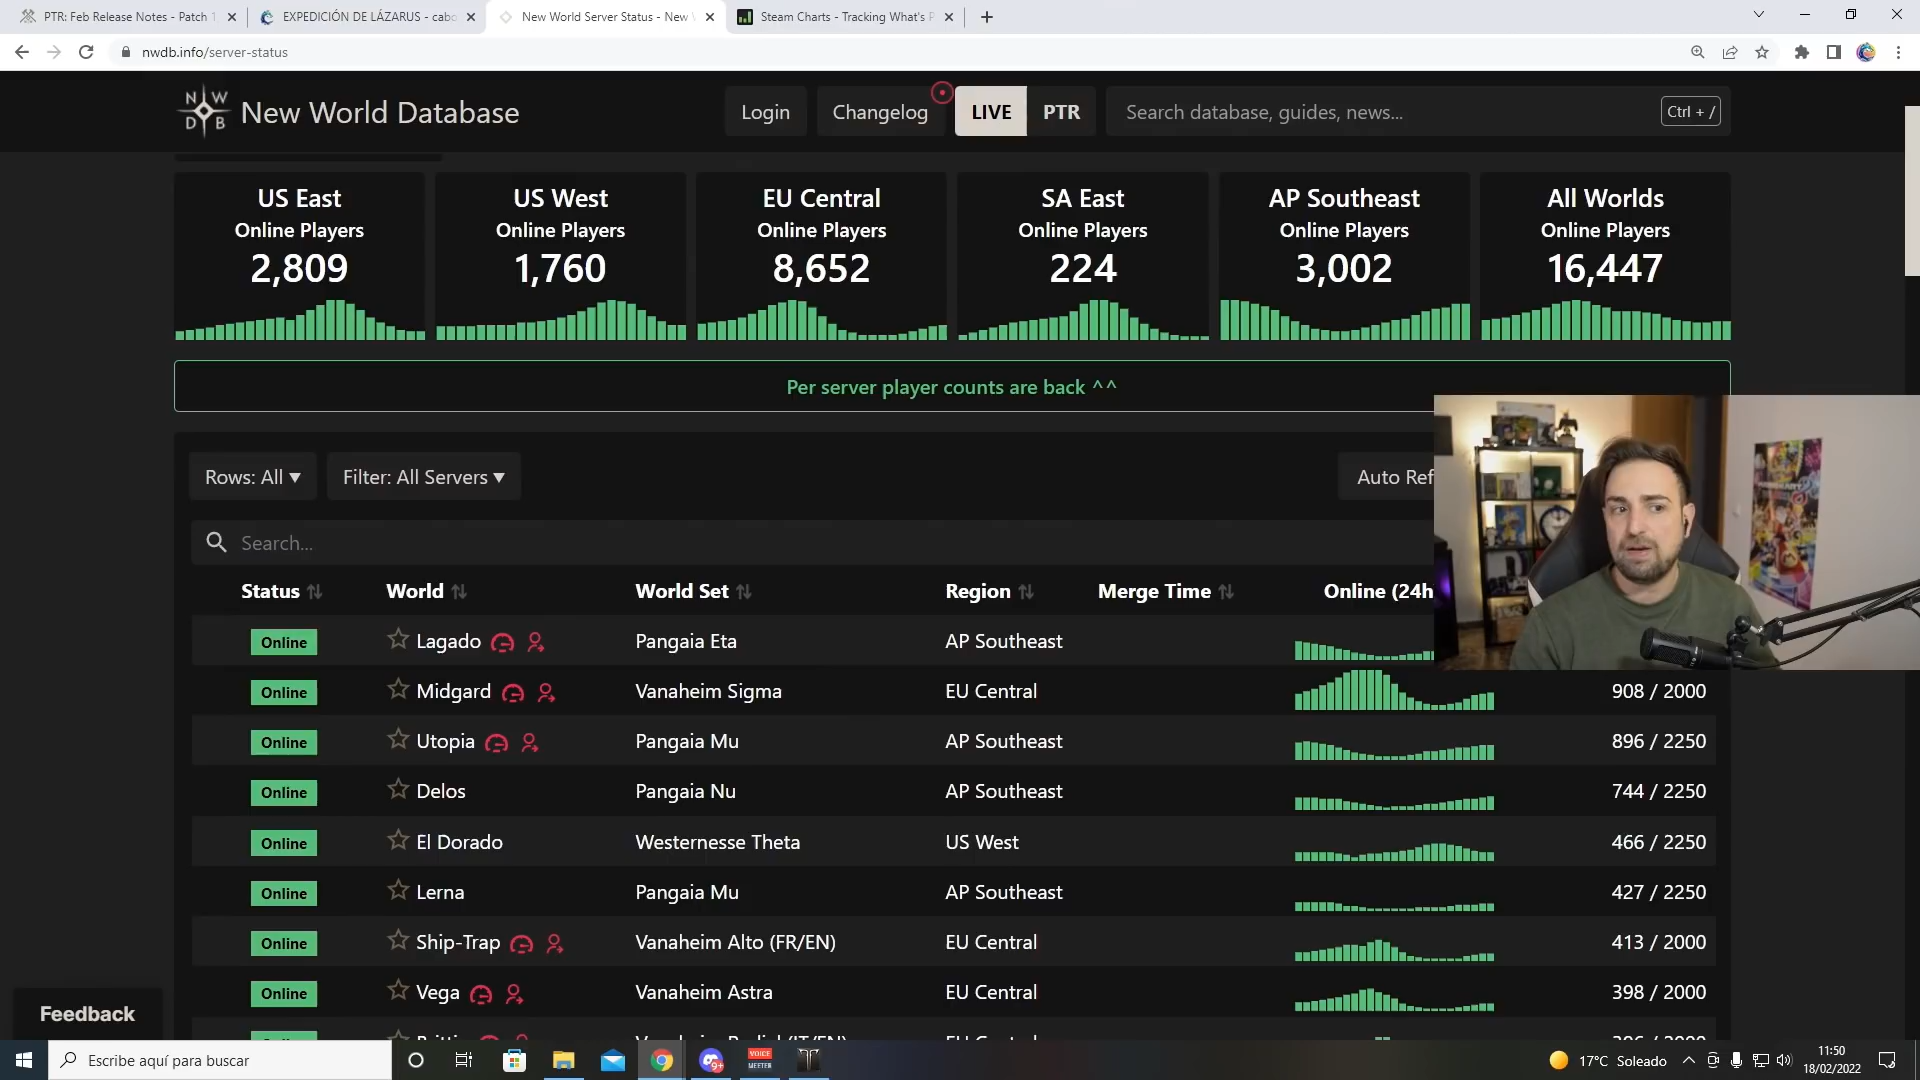 PTR: Feb Release Notes - Patch 1
EXPEDICIÓN DE LÁZARUS - cabo
New World Server Status - New W
Steam Charts - Tracking What's P
nwdb.info/server-status
N W D B
New World Database
Login
Changelog
LIVE
PTR
Search database, guides, news...
Ctrl + /
US East
Online Players
2,809
US West
Online Players
1,760
EU Central
Online Players
8,652
SA East
Online Players
224
AP Southeast
Online Players
3,002
All Worlds
Online Players
16,447
Per server player counts are back ^^
Rows: All ▾
Filter: All Servers ▾
Auto Ref
Search...
Status World World Set Region Merge Time Online (24h
Online Lagado Pangaia Eta AP Southeast
Online Midgard Vanaheim Sigma EU Central 908 / 2000
Online Utopia Pangaia Mu AP Southeast 896 / 2250
Online Delos Pangaia Nu AP Southeast 744 / 2250
Online El Dorado Westernesse Theta US West 466 / 2250
Online Lerna Pangaia Mu AP Southeast 427 / 2250
Online Ship-Trap Vanaheim Alto (FR/EN) EU Central 413 / 2000
Online Vega Vanaheim Astra EU Central 398 / 2000
Feedback
Escribe aquí para buscar
9+
VOICE
MEETER
17°C Soleado
11:50
18/02/2022